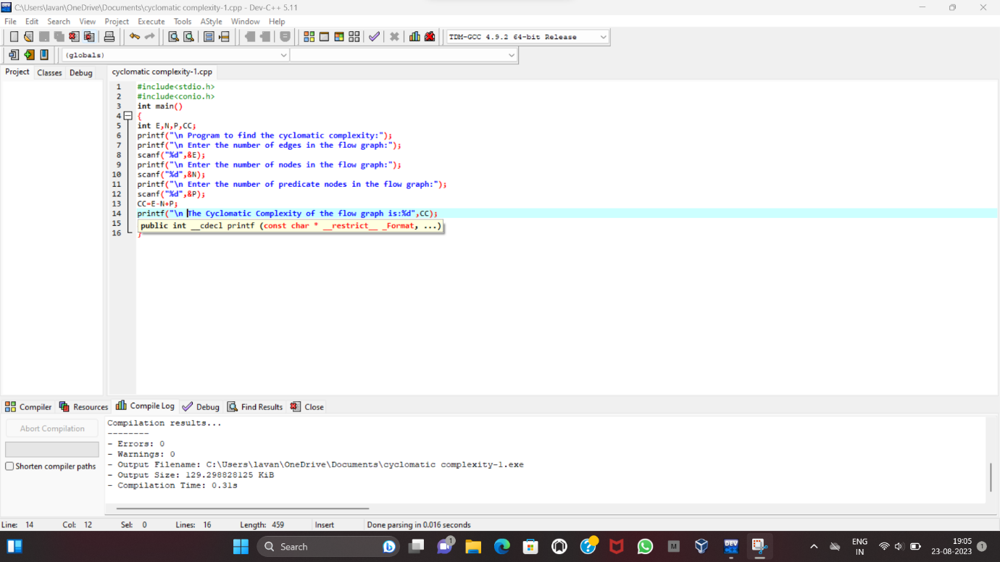 C:\Users\lavan\OneDrive\Documents\cyclomatic complexity-1.cpp - Dev-C++ 5.11
File Edit Search View Project Execute Tools AStyle Window Help
TDM-GCC 4.9.2 64-bit Release
(globals)
Project Classes Debug
cyclomatic complexity-1.cpp
1 #include<stdio.h>
2 #include<conio.h>
3 int main()
4 {
5 int E,N,P,CC;
6 printf("\n Program to find the cyclomatic complexity:");
7 printf("\n Enter the number of edges in the flow graph:");
8 scanf("%d",&E);
9 printf("\n Enter the number of nodes in the flow graph:");
10 scanf("%d",&N);
11 printf("\n Enter the number of predicate nodes in the flow graph:");
12 scanf("%d",&P);
13 CC=E-N+P;
14 printf("\n The Cyclomatic Complexity of the flow graph is:%d",CC);
15 public int __cdecl printf (const char * __restrict__ _Format, ...)
16 }
Compiler Resources Compile Log Debug Find Results Close
Abort Compilation
Shorten compiler paths
Compilation results...
--------
- Errors: 0
- Warnings: 0
- Output Filename: C:\Users\lavan\OneDrive\Documents\cyclomatic complexity-1.exe
- Output Size: 129.298828125 KiB
- Compilation Time: 0.31s
Line: 14 Col: 12 Sel: 0 Lines: 16 Length: 459 Insert Done parsing in 0.016 seconds
Search
1
M
DEV
ENG
IN
19:05
23-08-2023
1